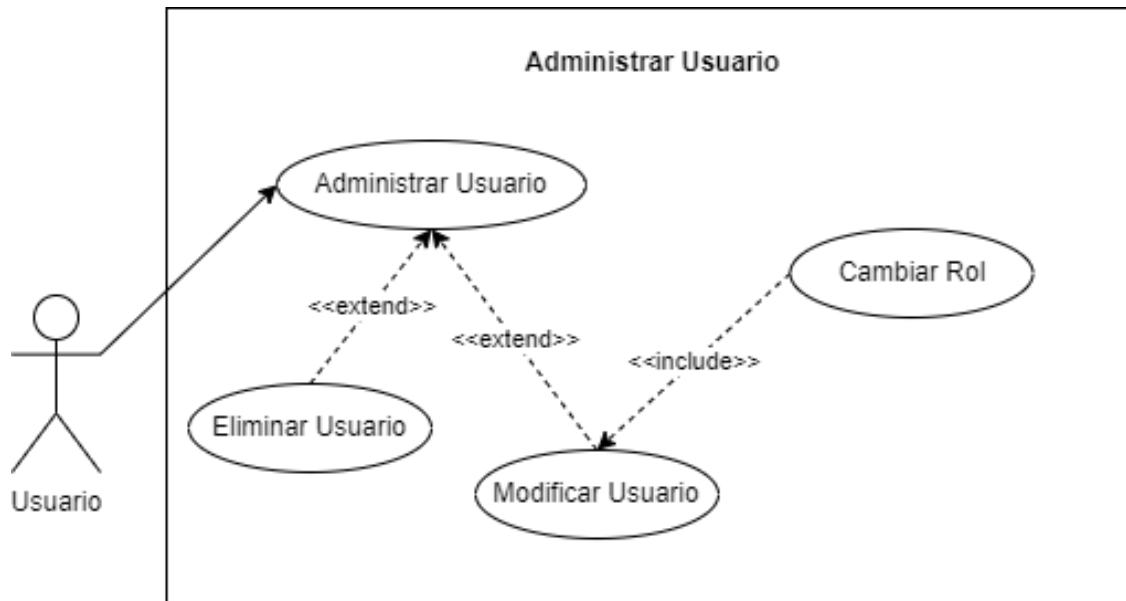 Administrar Usuario
Administrar Usuario
Cambiar Rol
<<extend>>
<<extend>>
<<include>>
Eliminar Usuario
Modificar Usuario
Usuario